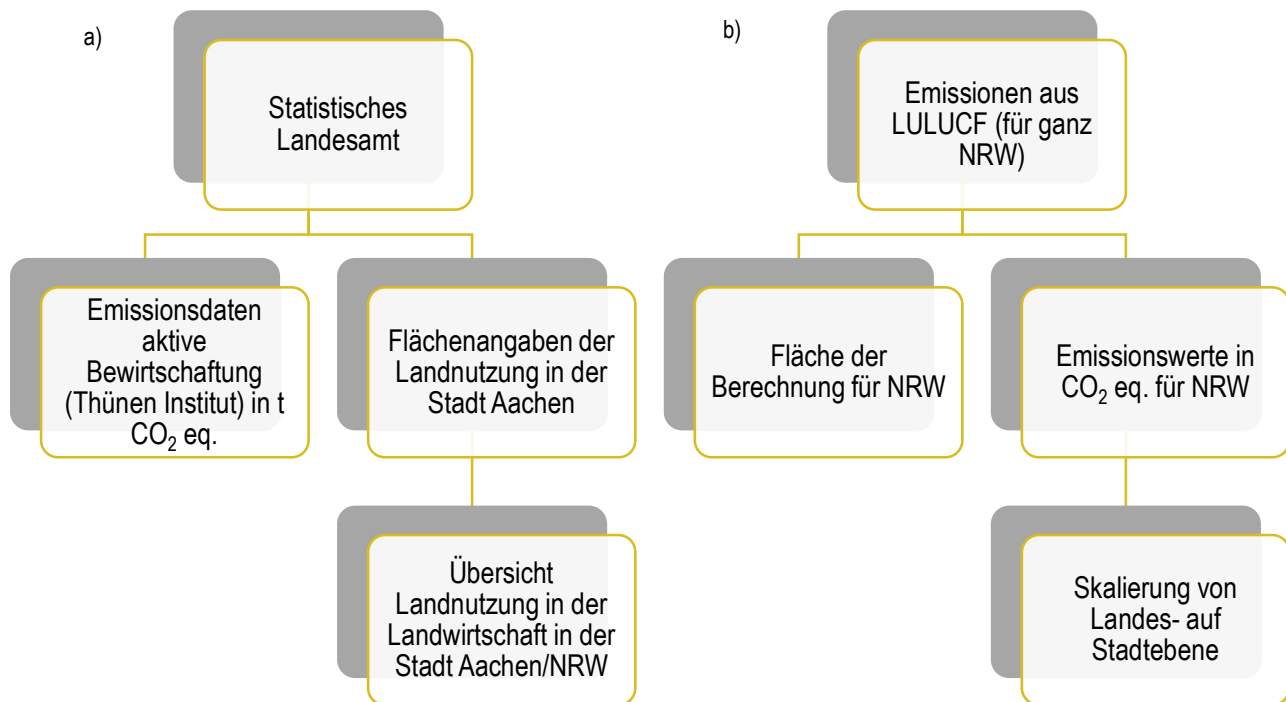 a)
Statistisches
Landesamt
Emissionsdaten
aktive
Bewirtschaftung
(Thünen Institut) in t
CO₂ eq.
Flächenangaben der
Landnutzung in der
Stadt Aachen
Übersicht
Landnutzung in der
Landwirtschaft in der
Stadt Aachen/NRW
b)
Emissionen aus
LULUCF (für ganz
NRW)
Fläche der
Berechnung für NRW
Emissionswerte in
CO₂ eq. für NRW
Skalierung von
Landes- auf
Stadtebene